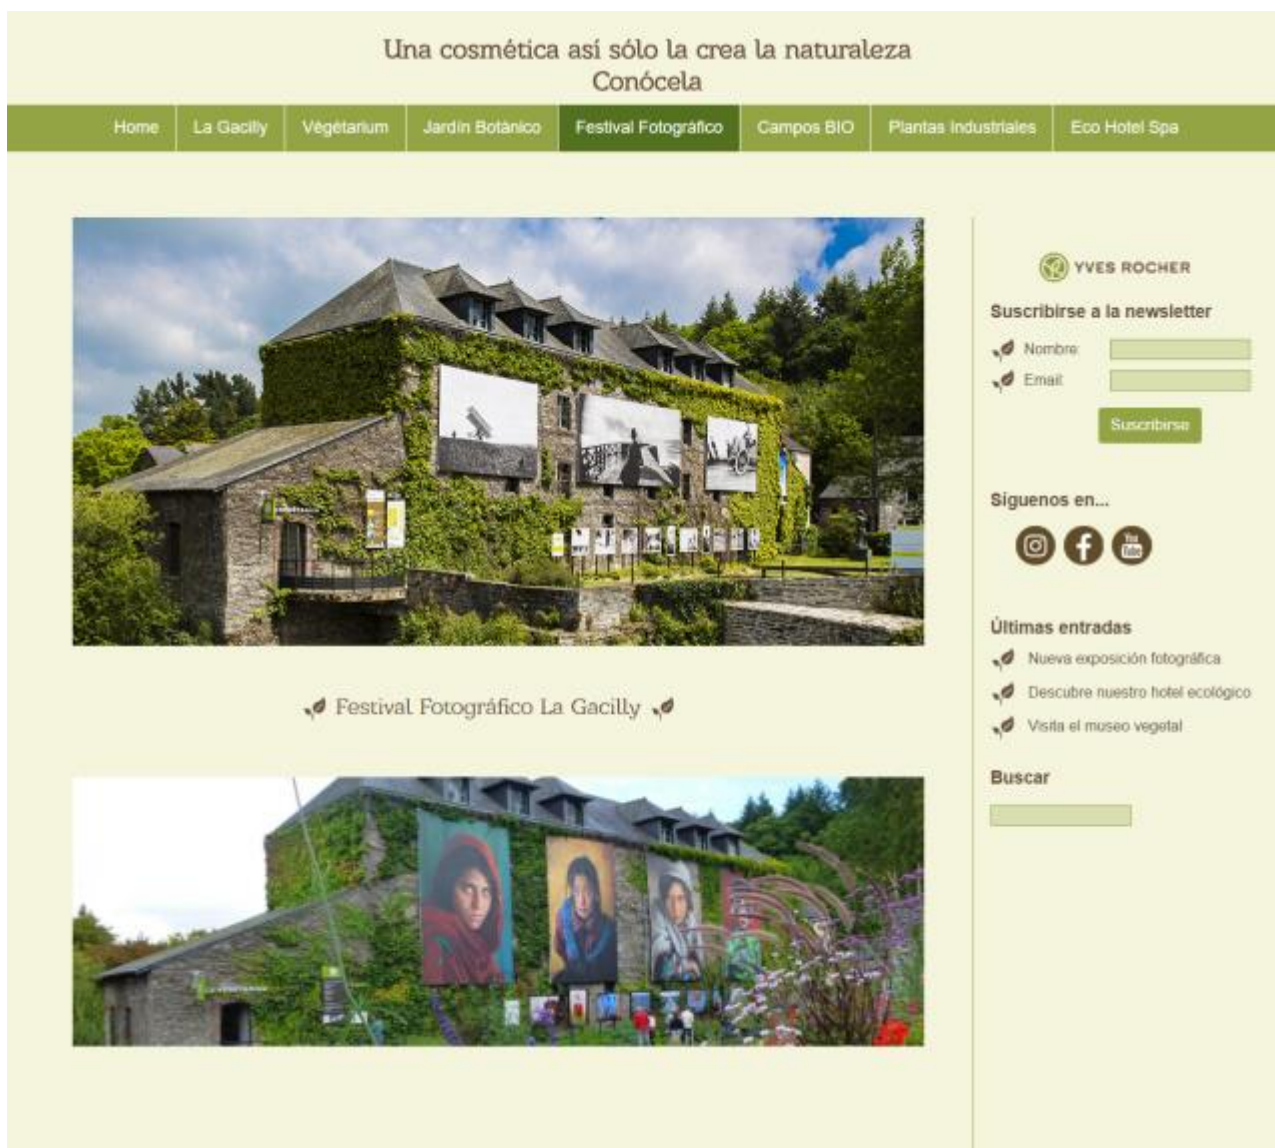 Una cosmética así sólo la crea la naturaleza
Conócela
Home La Gacilly Végétarium Jardín Botánico Festival Fotográfico Campos BIO Plantas Industriales Eco Hotel Spa
YVES ROCHER
Suscribirse a la newsletter
Nombre:
Email:
Suscribirse
Síguenos en...
You Tube
Últimas entradas
Nueva exposición fotográfica
Descubre nuestro hotel ecológico
Visita el museo vegetal
Buscar
Festival Fotográfico La Gacilly